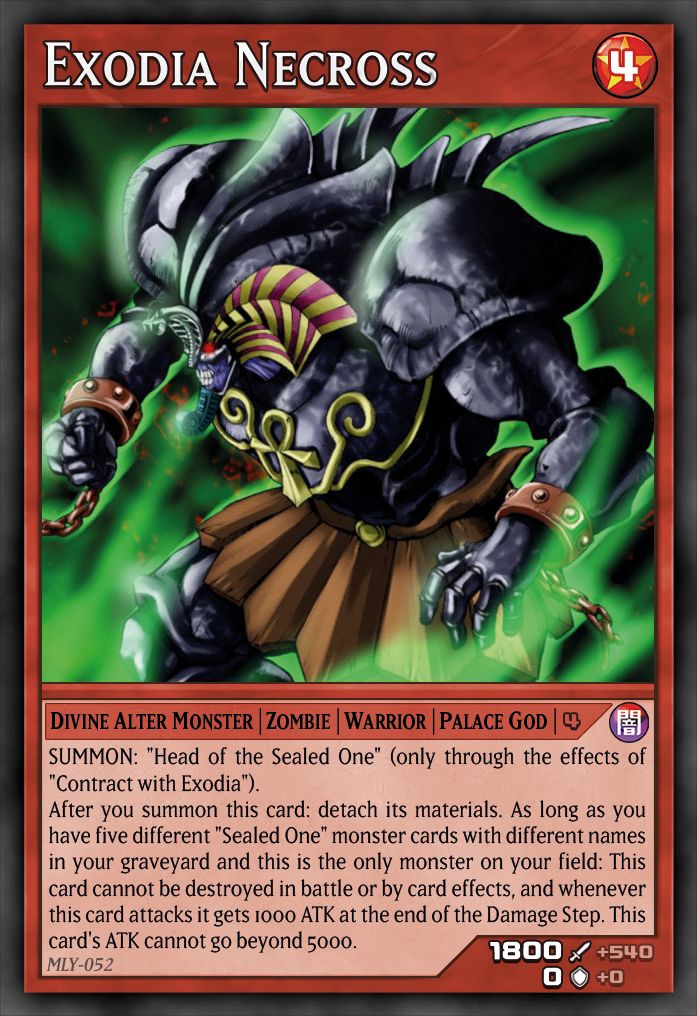 Exodia Necross
4
Divine Alter Monster | Zombie | Warrior | Palace God | 4
闇
SUMMON: "Head of the Sealed One" (only through the effects of
"Contract with Exodia").
After you summon this card: detach its materials. As long as you
have five different "Sealed One" monster cards with different names
in your graveyard and this is the only monster on your field: This
card cannot be destroyed in battle or by card effects, and whenever
this card attacks it gets 1000 ATK at the end of the Damage Step. This
card's ATK cannot go beyond 5000.
1800 +540
0 +0
MLY-052